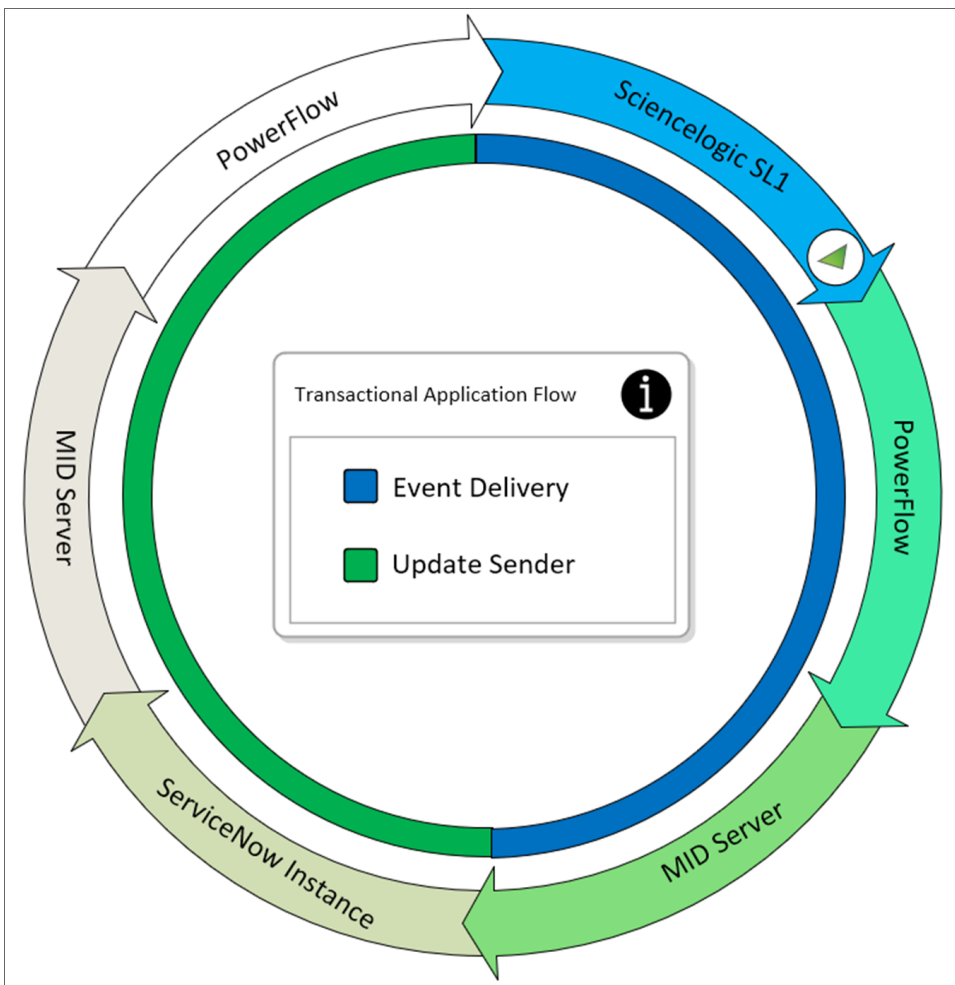 PowerFlow
Sciencelogic SL1
PowerFlow
MID Server
ServiceNow Instance
MID Server
Transactional Application Flow
i
Event Delivery
Update Sender